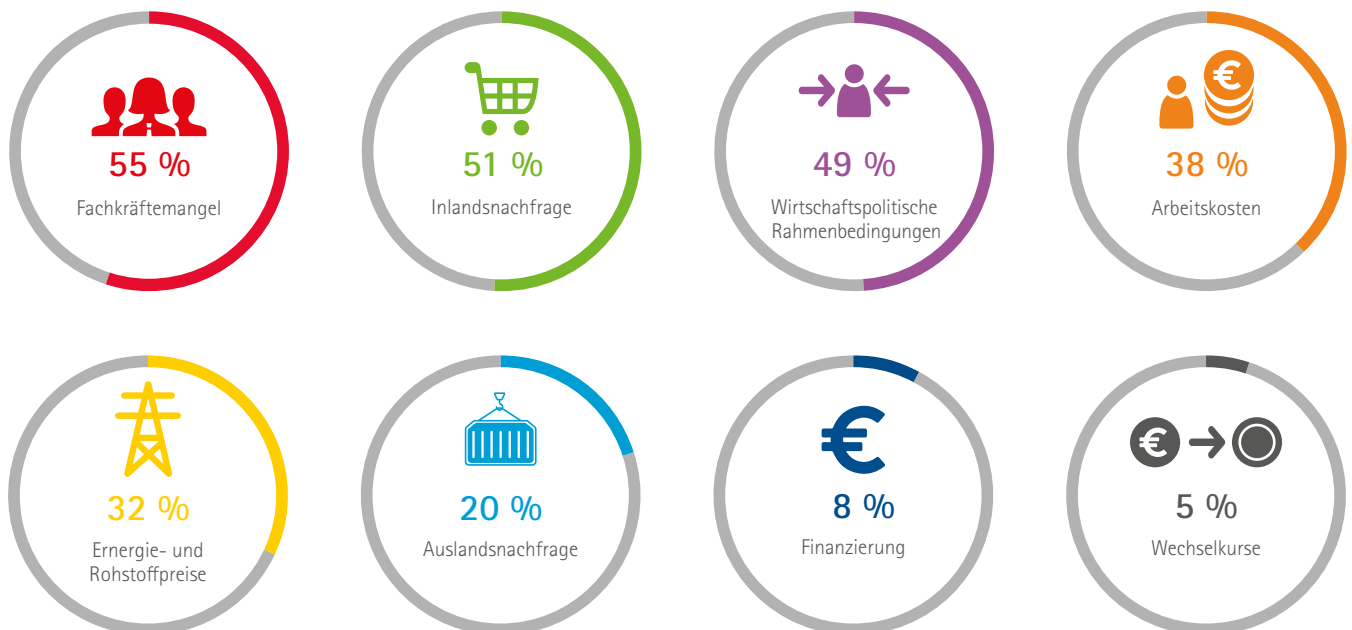 55 %
Fachkräftemangel
51 %
Inlandsnachfrage
49 %
Wirtschaftspolitische
Rahmenbedingungen
€
38 %
Arbeitskosten
32 %
Ernergie- und
Rohstoffpreise
20 %
Auslandsnachfrage
€
8 %
Finanzierung
€
5 %
Wechselkurse